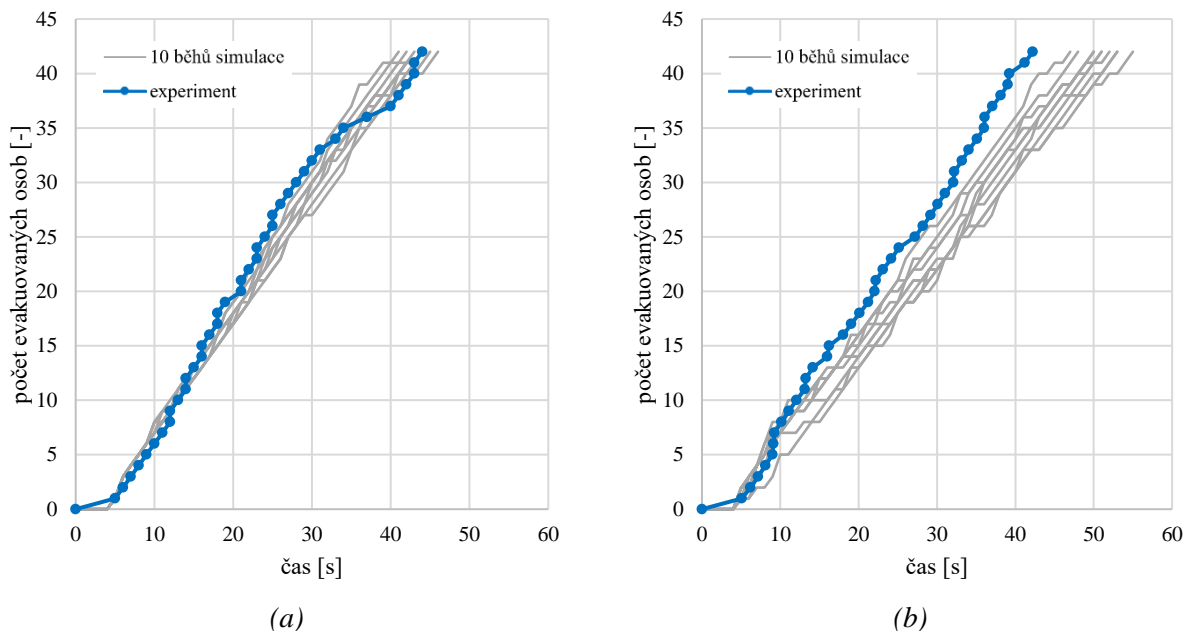 45
40
35
30
25
20
15
10
5
0
0 10 20 30 40 50 60
počet evakuovaných osob [-]
čas [s]
10 běhů simulace
experiment
(a)
45
40
35
30
25
20
15
10
5
0
0 10 20 30 40 50 60
počet evakuovaných osob [-]
čas [s]
10 běhů simulace
experiment
(b)